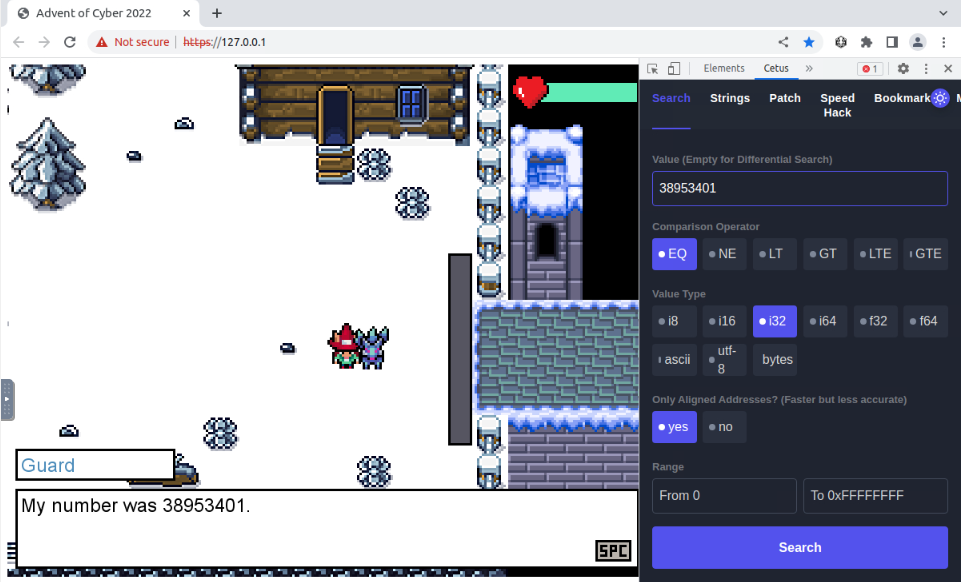 Advent of Cyber 2022
Not secure https://127.0.0.1
Elements Cetus 1
Search Strings Patch Speed Hack Bookmark M
Value (Empty for Differential Search)
38953401
Comparison Operator
EQ NE LT GT LTE GTE
Value Type
i8 i16 i32 i64 f32 f64
ascii utf-8 bytes
Only Aligned Addresses? (Faster but less accurate)
yes no
Range
From 0 To 0xFFFFFFFF
Search
Guard
My number was 38953401.
SPC